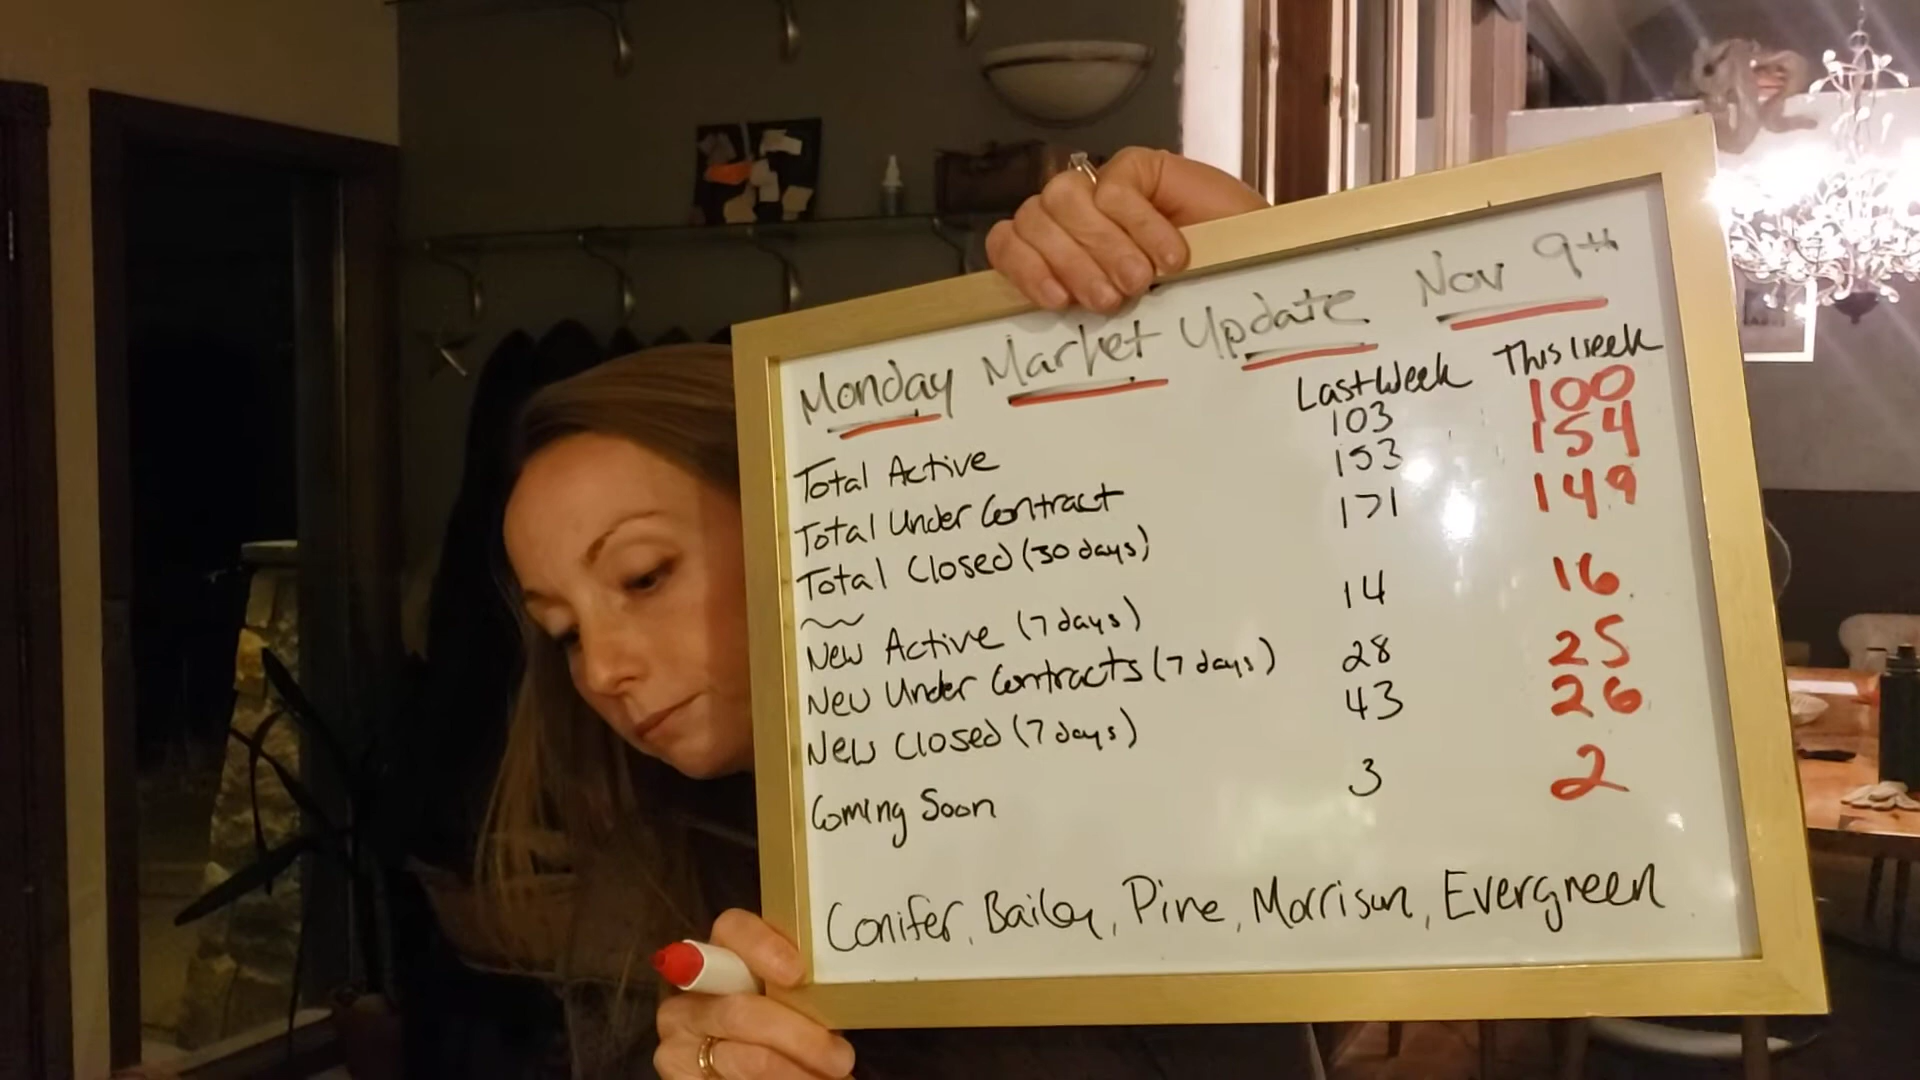 Monday Market Update Nov 9th
Last Week This Week
Total Active 103 100
Total Under Contract 153 154
Total Closed (30 days) 171 149
~
New Active (7 days) 14 16
New Under Contracts (7 days) 28 25
New Closed (7 days) 43 26
Coming Soon 3 2
Conifer, Bailey, Pine, Morrison, Evergreen